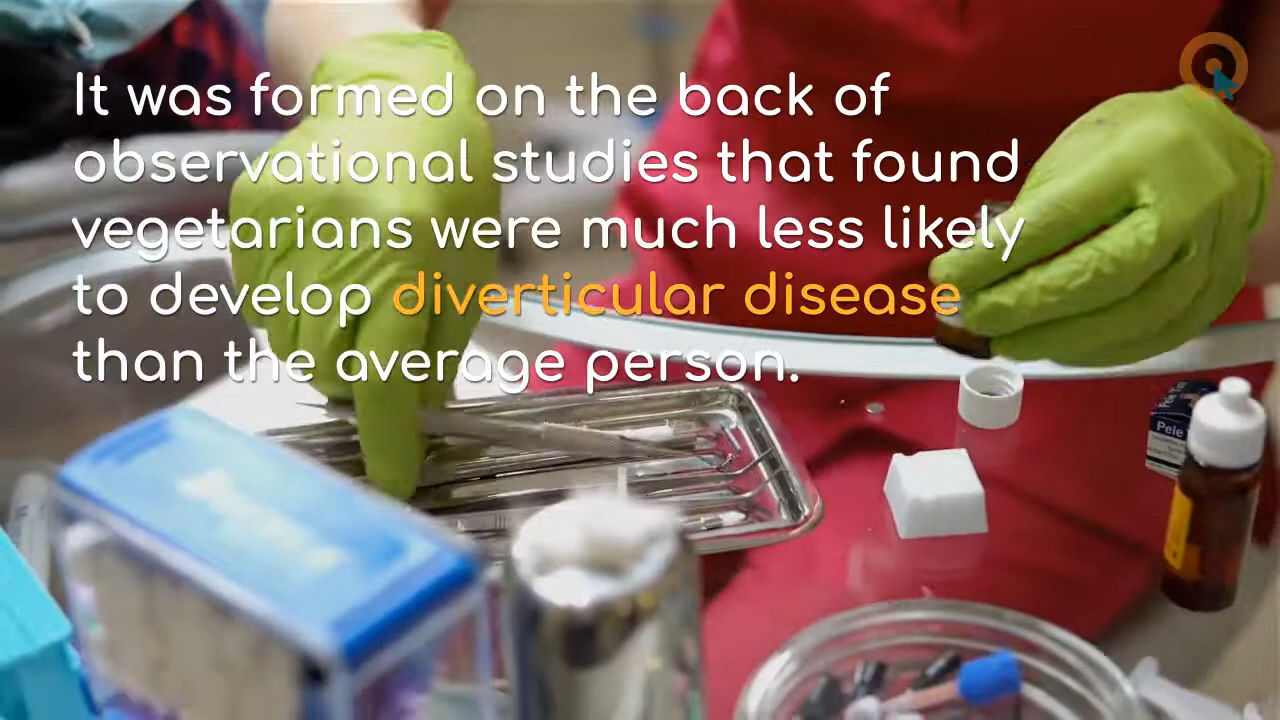 It was formed on the back of
observational studies that found
vegetarians were much less likely
to develop diverticular disease
than the average person.
Pele